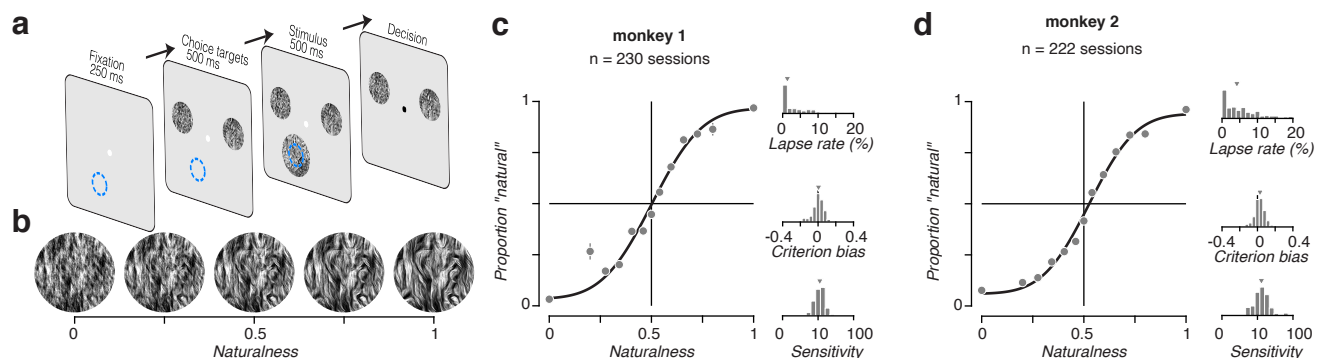 a
Fixation
250 ms
Choice targets
500 ms
Stimulus
500 ms
Decision
b
0
0.5
1
Naturalness
c
monkey 1
n = 230 sessions
Proportion "natural"
1
0
0
0.5
1
Naturalness
0
10
20
Lapse rate (%)
-0.4
0
0.4
Criterion bias
1
10
100
Sensitivity
d
monkey 2
n = 222 sessions
Proportion "natural"
1
0
0
0.5
1
Naturalness
0
10
20
Lapse rate (%)
-0.4
0
0.4
Criterion bias
1
10
100
Sensitivity